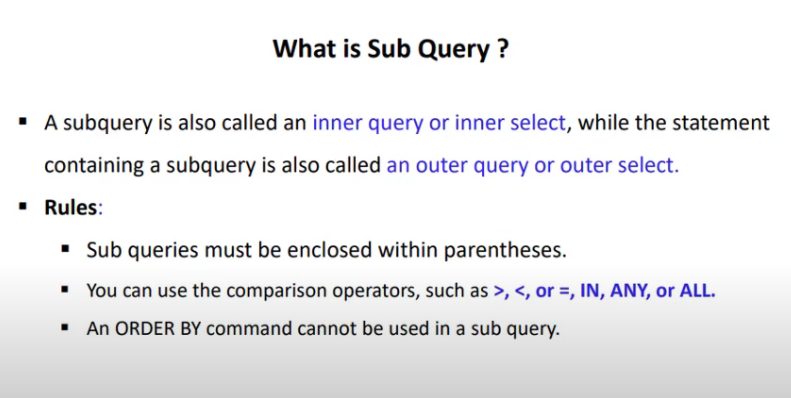 What is Sub Query ?
▪ A subquery is also called an inner query or inner select, while the statement
containing a subquery is also called an outer query or outer select.
▪ Rules:
▪ Sub queries must be enclosed within parentheses.
▪ You can use the comparison operators, such as >, <, or =, IN, ANY, or ALL.
▪ An ORDER BY command cannot be used in a sub query.